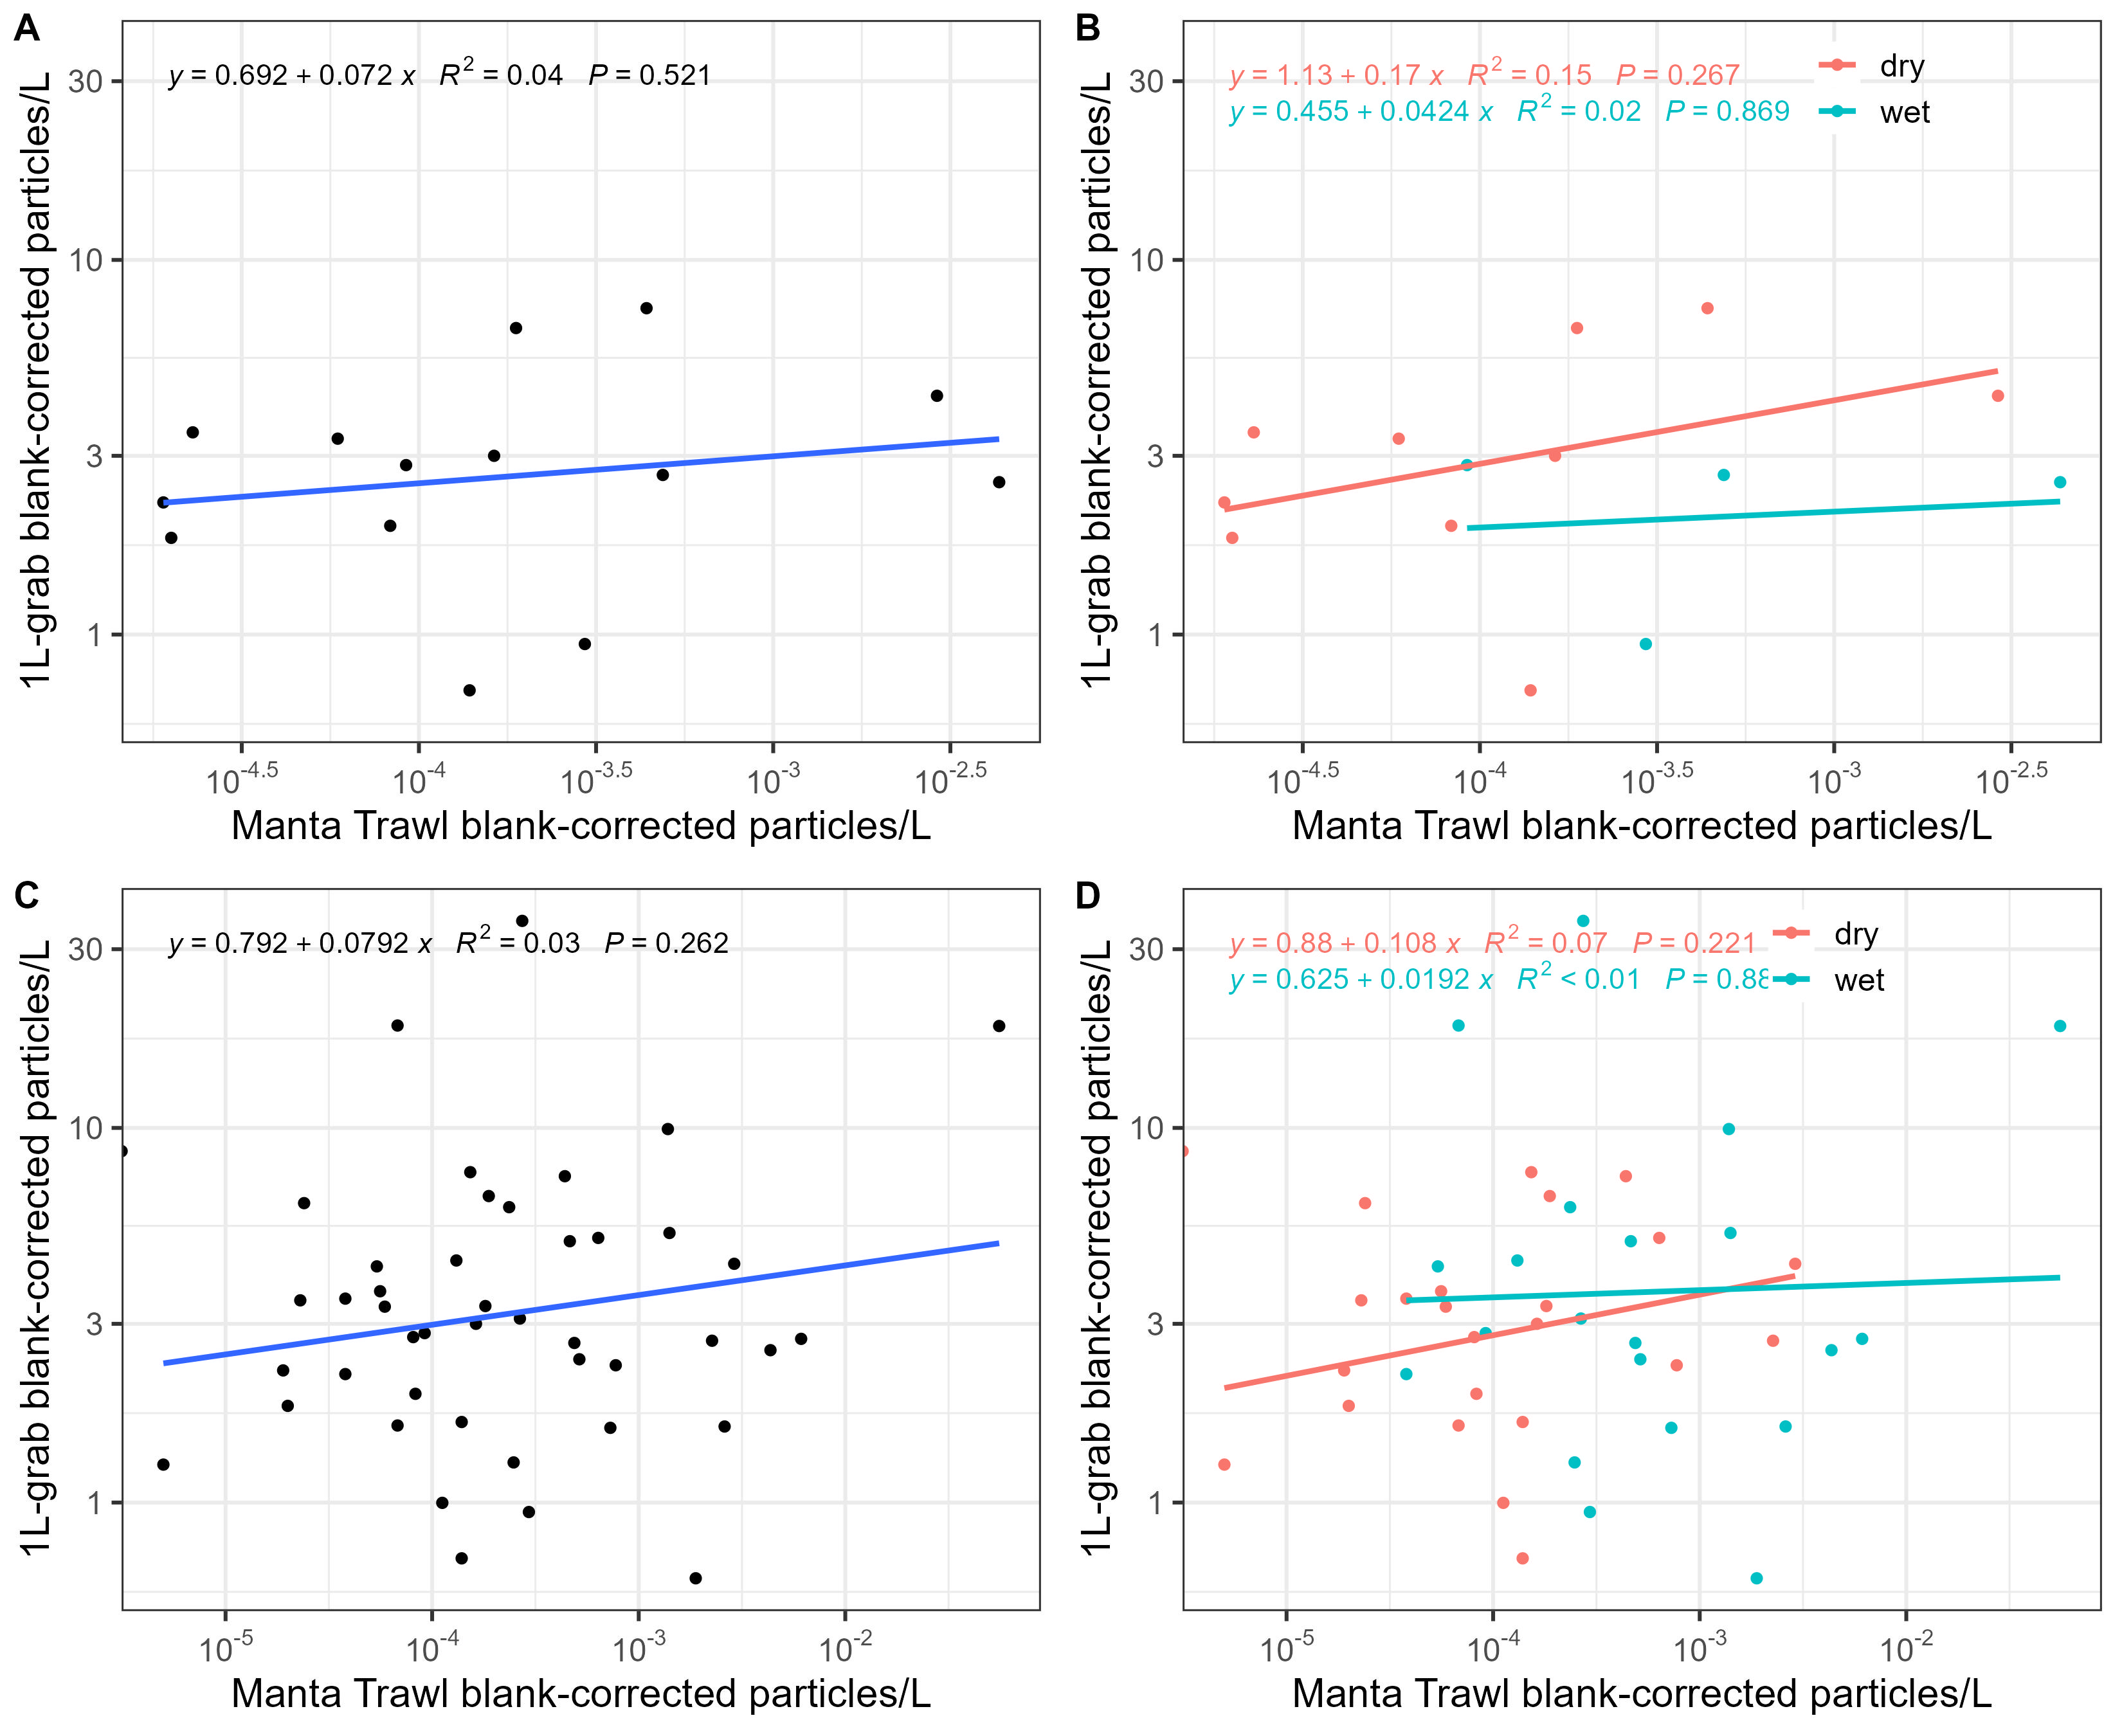 A
y = 0.692 + 0.072 x R2 = 0.04 P = 0.521
30
10
3
1
1L-grab blank-corrected particles/L
10-4.5 10-4 10-3.5 10-3 10-2.5
Manta Trawl blank-corrected particles/L
B
y = 1.13 + 0.17 x R2 = 0.15 P = 0.267
y = 0.455 + 0.0424 x R2 = 0.02 P = 0.869
dry
wet
30
10
3
1
1L-grab blank-corrected particles/L
10-4.5 10-4 10-3.5 10-3 10-2.5
Manta Trawl blank-corrected particles/L
C
y = 0.792 + 0.0792 x R2 = 0.03 P = 0.262
30
10
3
1
1L-grab blank-corrected particles/L
10-5 10-4 10-3 10-2
Manta Trawl blank-corrected particles/L
D
y = 0.88 + 0.108 x R2 = 0.07 P = 0.221
y = 0.625 + 0.0192 x R2 < 0.01 P =
dry
wet
30
10
3
1
1L-grab blank-corrected particles/L
10-5 10-4 10-3 10-2
Manta Trawl blank-corrected particles/L